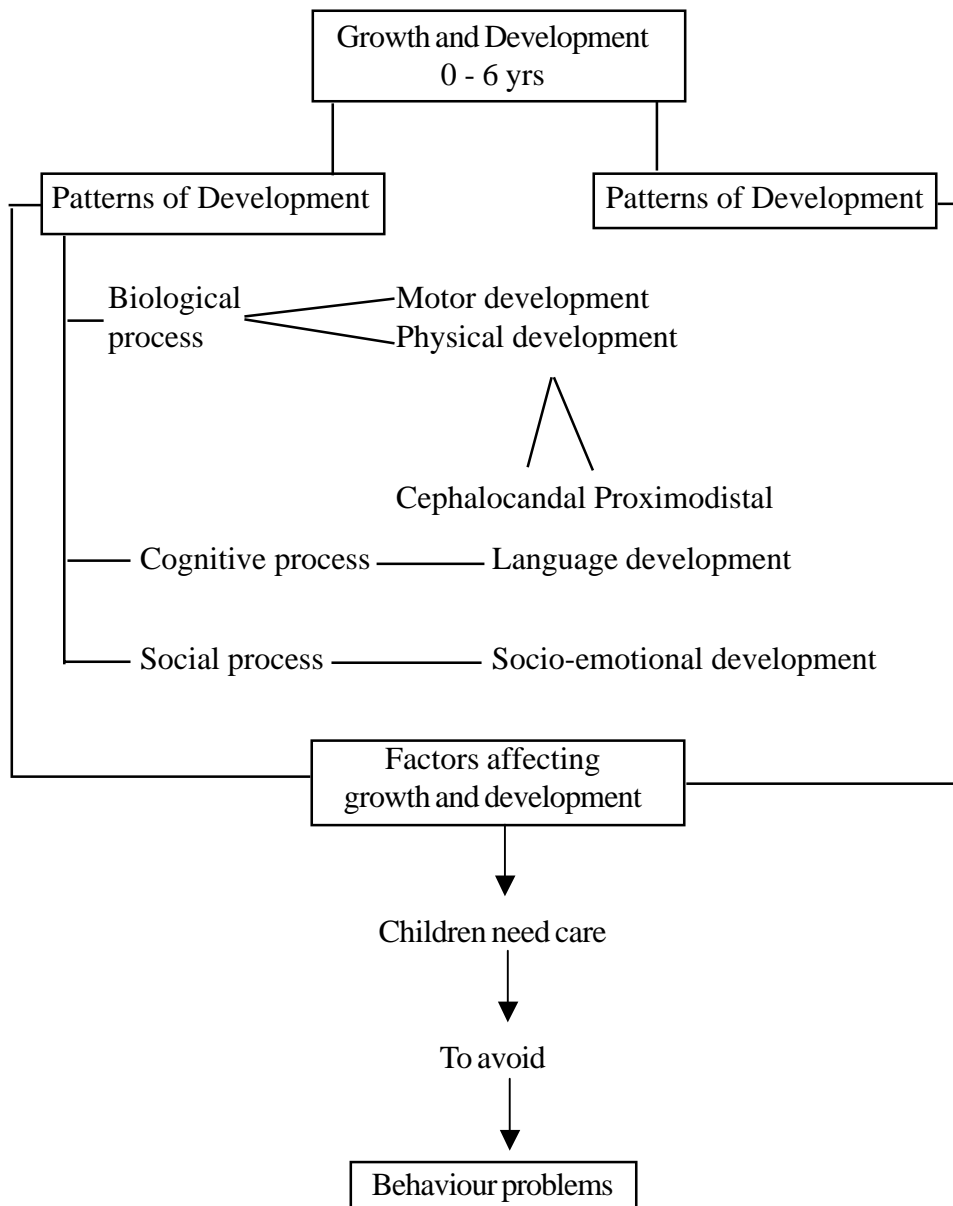 Growth and Development
0 - 6 yrs
Patterns of Development
Patterns of Development
Biological
process
Motor development
Physical development
Cephalocandal Proximodistal
Cognitive process
Language development
Social process
Socio-emotional development
Factors affecting
growth and development
Children need care
To avoid
Behaviour problems